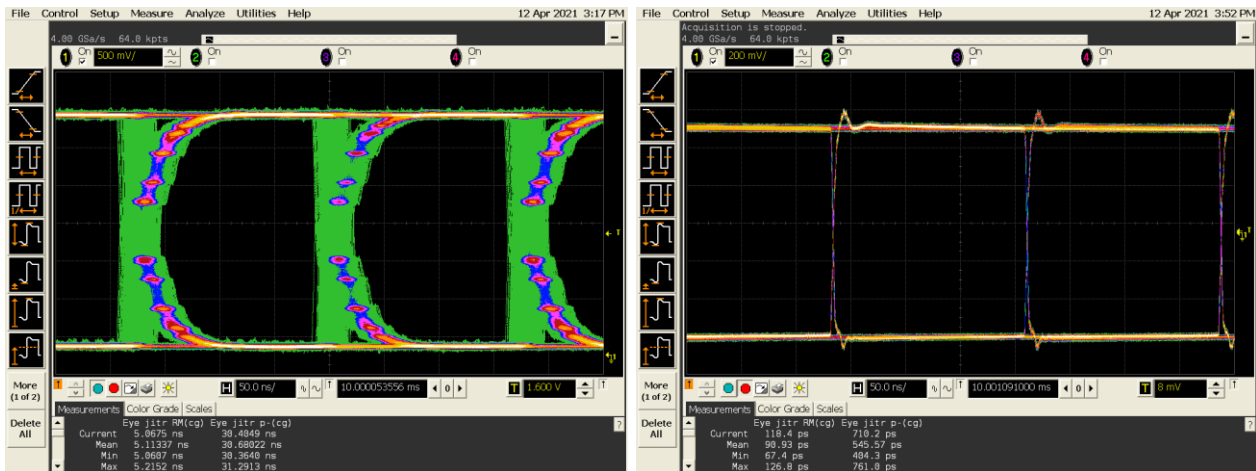 File Control Setup Measure Analyze Utilities Help 12 Apr 2021 3:17 PM
4.00 GSa/s 64.0 kpts
1 On 500 mV/ 2 On 3 On 4 On
T
1
More
(1 of 2)
Delete
All
H 50.0 ns/ 10.000053556 ms 0 T 1.600 V
Measurements Color Grade Scales
?
Eye jitr RM(cg) Eye jitr p-(cg)
Current 5.0675 ns 30.4049 ns
Mean 5.11337 ns 30.68022 ns
Min 5.0607 ns 30.3640 ns
Max 5.2152 ns 31.2913 ns
File Control Setup Measure Analyze Utilities Help 12 Apr 2021 3:52 PM
Acquisition is stopped.
4.00 GSa/s 64.0 kpts
1 On 200 mV/ 2 On 3 On 4 On
T
More
(1 of 2)
Delete
All
H 50.0 ns/ 10.001091000 ms 0 T 8 mV
Measurements Color Grade Scales
?
Eye jitr RM(cg) Eye jitr p-(cg)
Current 118.4 ps 710.2 ps
Mean 90.93 ps 545.57 ps
Min 67.4 ps 404.3 ps
Max 126.8 ps 761.0 ps